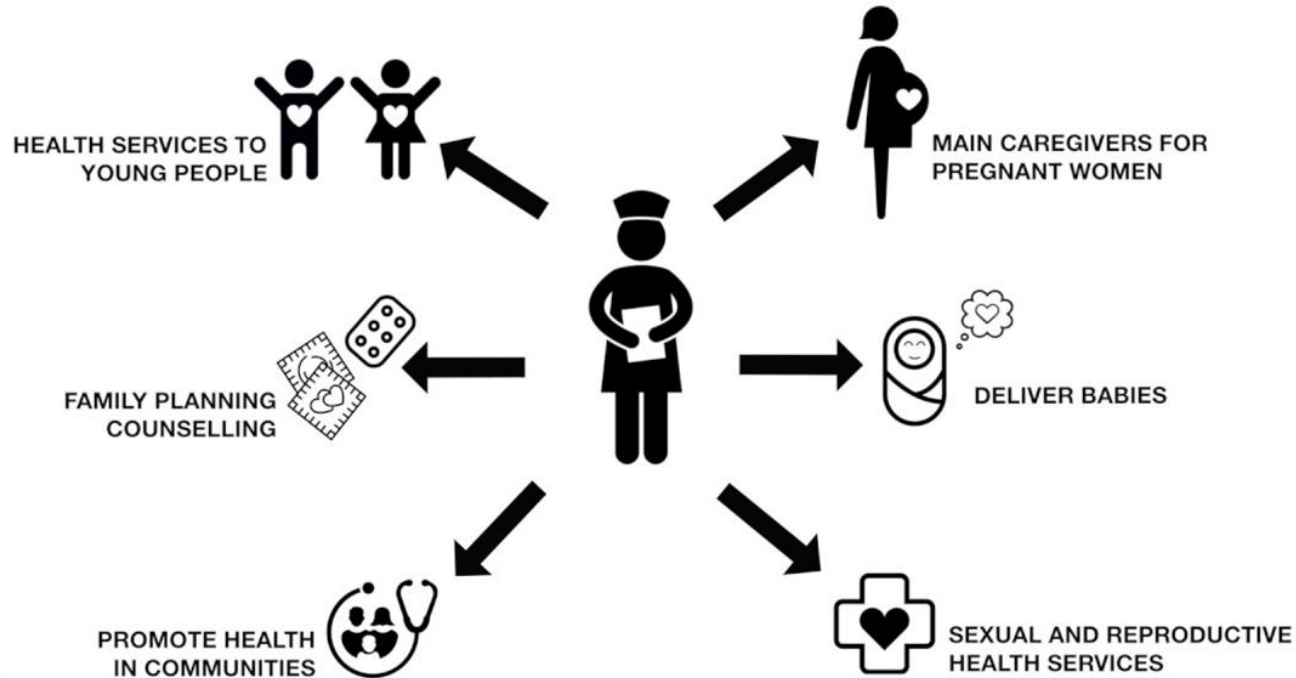 HEALTH SERVICES TO
YOUNG PEOPLE
MAIN CAREGIVERS FOR
PREGNANT WOMEN
FAMILY PLANNING
COUNSELLING
DELIVER BABIES
PROMOTE HEALTH
IN COMMUNITIES
SEXUAL AND REPRODUCTIVE
HEALTH SERVICES